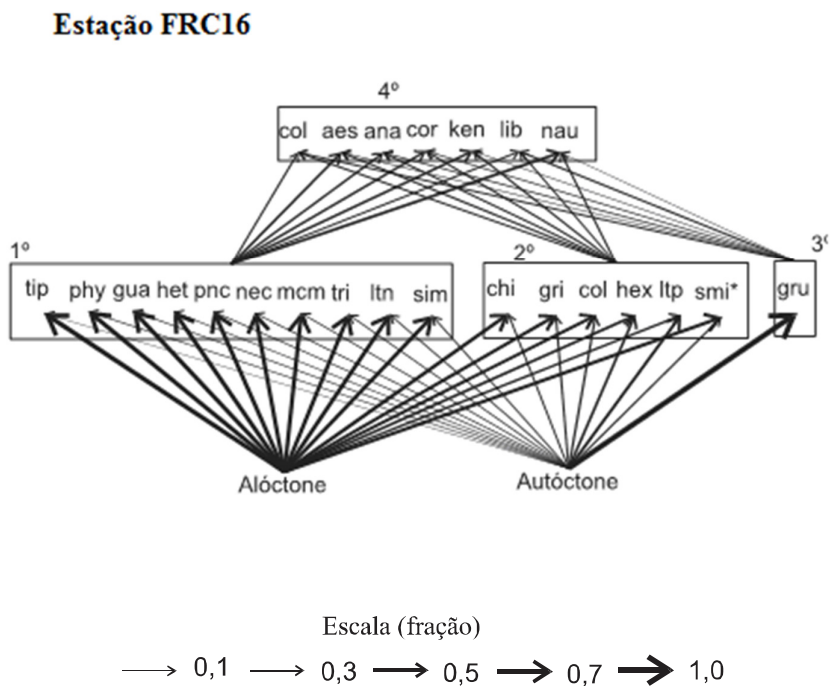 Estação FRC16
4º
col aes ana cor ken lib nau
1º
2º
3º
tip phy gua het pnc nec mcm tri ltn sim
chi gri col hex ltp smi*
gru
Alóctone
Autóctone
Escala (fração)
0,1 0,3 0,5 0,7 1,0